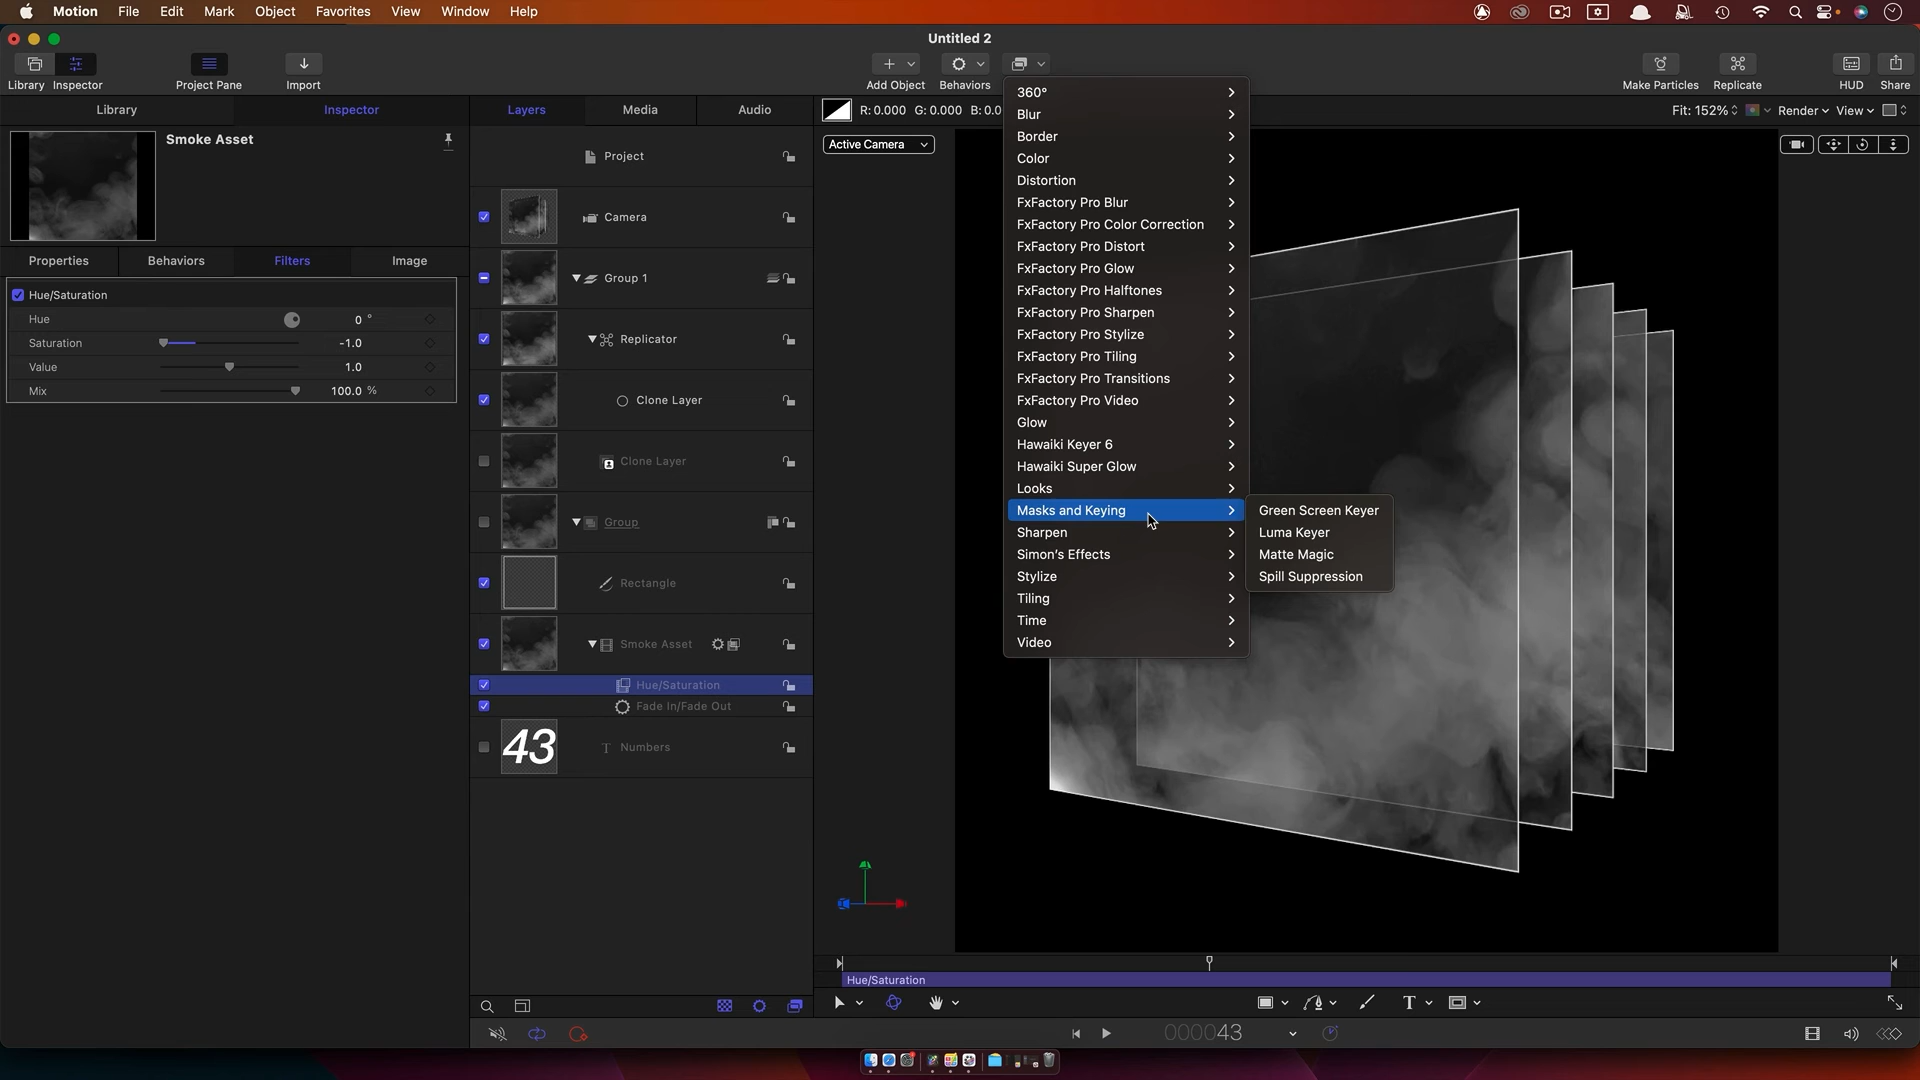 Motion File Edit Mark Object Favorites View Window Help
Untitled 2
Library Inspector Project Pane Import Add Object Behaviors Make Particles Replicate HUD Share
Library Inspector Layers Media Audio
R:0.000 G:0.000 B:0.0
Fit: 152% Render View
Smoke Asset
Active Camera
Properties Behaviors Filters Image
Hue/Saturation
Hue 0 °
Saturation -1.0
Value 1.0
Mix 100.0 %
Project
Camera
Group 1
Replicator
Clone Layer
Clone Layer
Group
Rectangle
Smoke Asset
Hue/Saturation
Fade In/Fade Out
43 T Numbers
360°
Blur
Border
Color
Distortion
FxFactory Pro Blur
FxFactory Pro Color Correction
FxFactory Pro Distort
FxFactory Pro Glow
FxFactory Pro Halftones
FxFactory Pro Sharpen
FxFactory Pro Stylize
FxFactory Pro Tiling
FxFactory Pro Transitions
FxFactory Pro Video
Glow
Hawaiki Keyer 6
Hawaiki Super Glow
Looks
Masks and Keying
Sharpen
Simon's Effects
Stylize
Tiling
Time
Video
Green Screen Keyer
Luma Keyer
Matte Magic
Spill Suppression
Hue/Saturation
T
000043